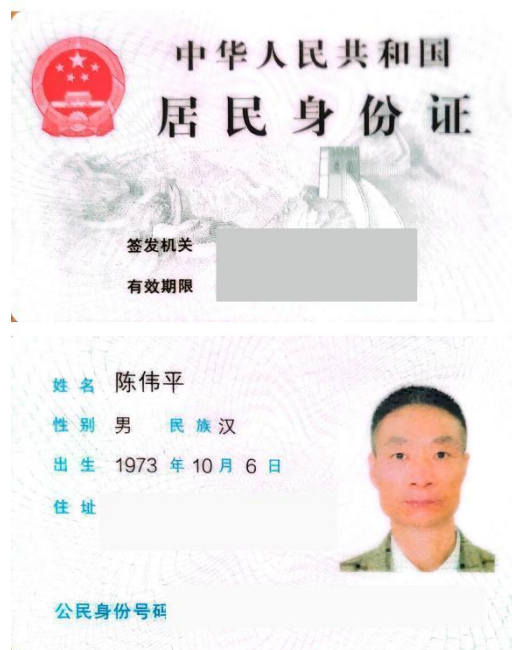 中华人民共和国
居民身份证
签发机关
有效期限
姓名 陈伟平
性别 男 民族 汉
出生 1973 年 10 月 6 日
住址
公民身份号码